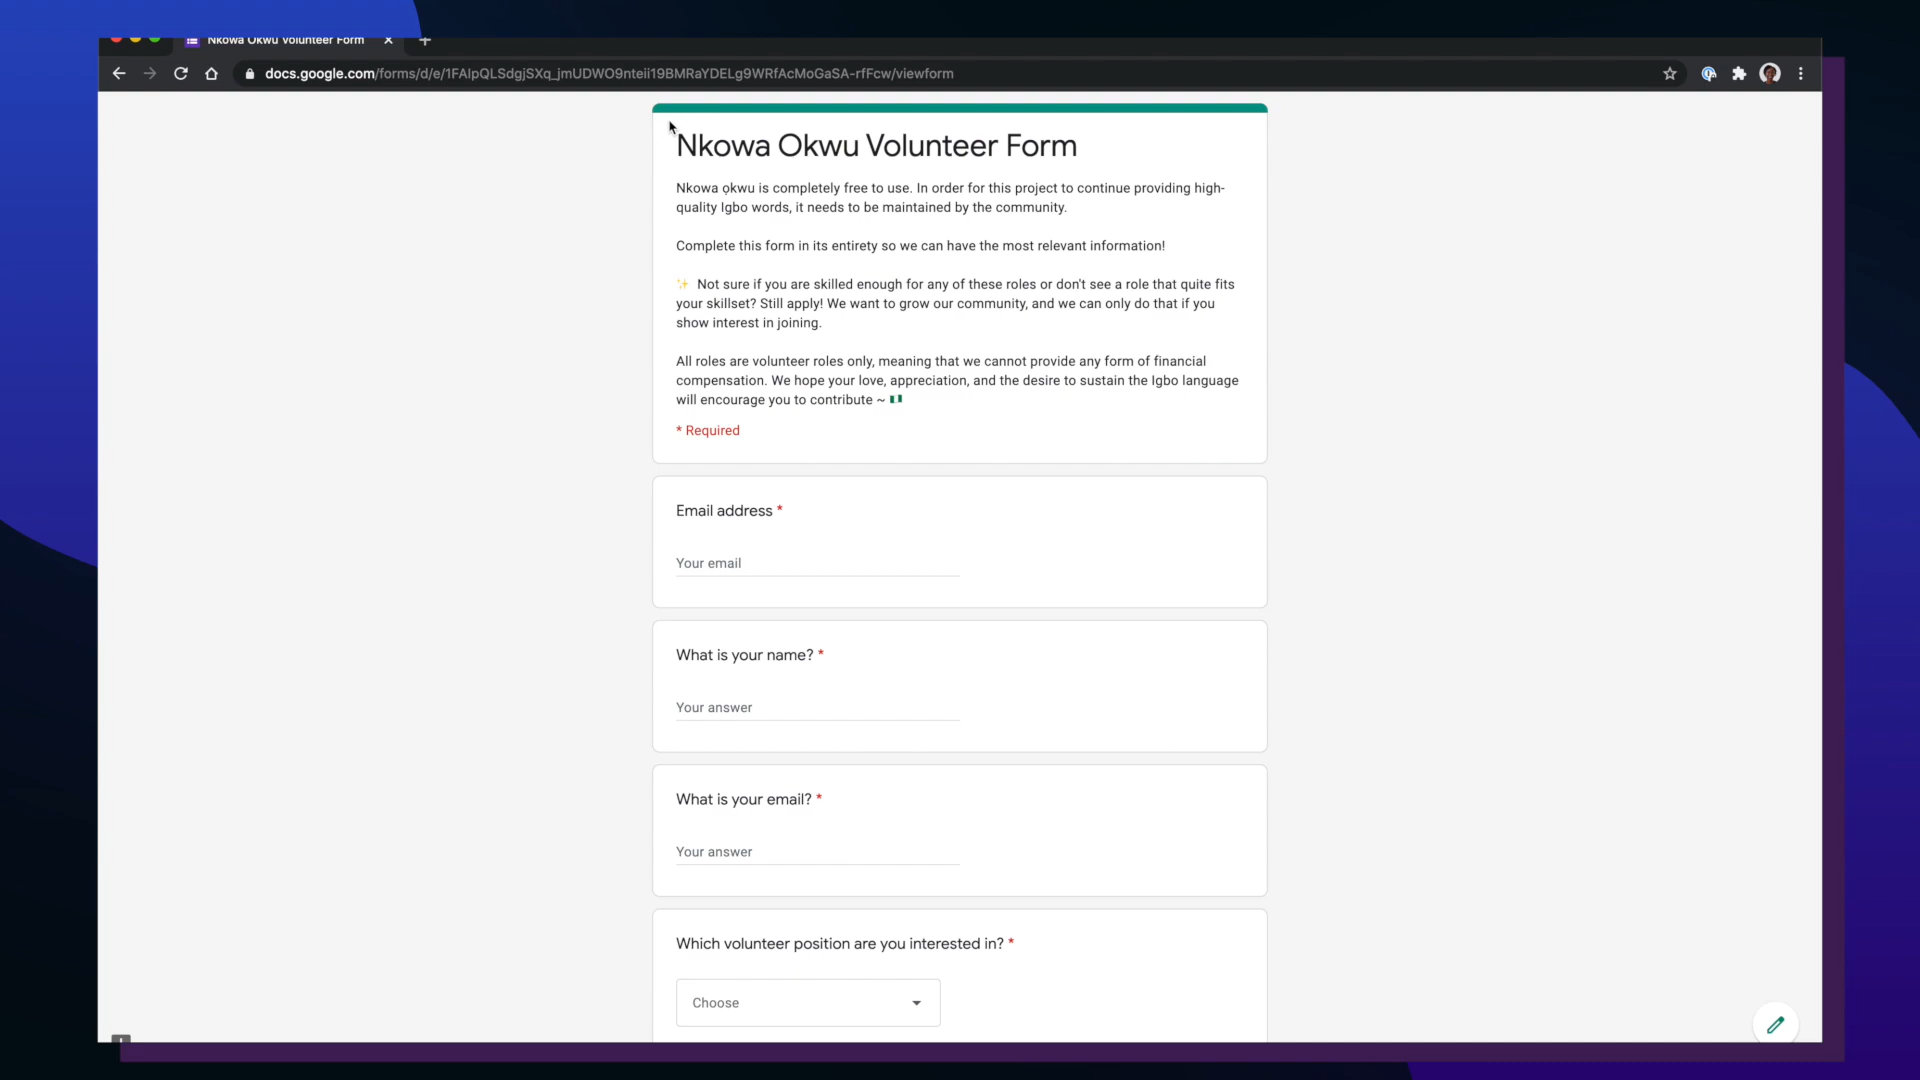 Nkowa Okwu Volunteer Form
docs.google.com/forms/d/e/1FAIpQLSdgjSXq_jmUDWO9nteii19BMRaYDELg9WRfAcMoGaSA-rfFcw/viewform
Nkowa Okwu Volunteer Form
Nkowa ọkwu is completely free to use. In order for this project to continue providing high-
quality Igbo words, it needs to be maintained by the community.
Complete this form in its entirety so we can have the most relevant information!
✨ Not sure if you are skilled enough for any of these roles or don't see a role that quite fits
your skillset? Still apply! We want to grow our community, and we can only do that if you
show interest in joining.
All roles are volunteer roles only, meaning that we cannot provide any form of financial
compensation. We hope your love, appreciation, and the desire to sustain the Igbo language
will encourage you to contribute ~ 🇳🇬
* Required
Email address *
Your email
What is your name? *
Your answer
What is your email? *
Your answer
Which volunteer position are you interested in? *
Choose